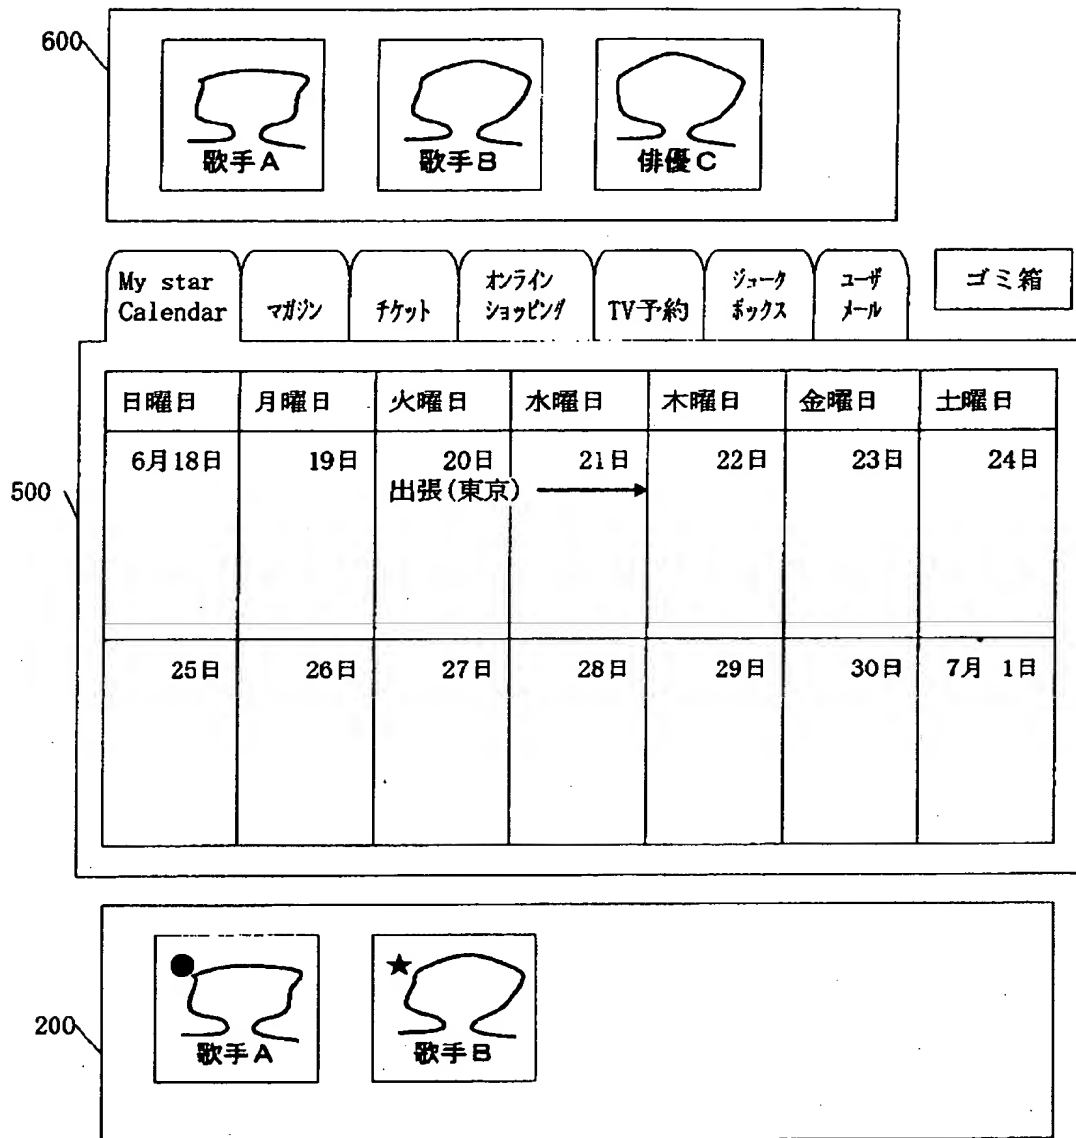 600
歌手A 歌手B 俳優C
My star
Calendar
マガジン
チケット
オンライン
ショッピング
TV予約
ジューク
ボックス
ユーザ
メール
ゴミ箱
日曜日 月曜日 火曜日 水曜日 木曜日 金曜日 土曜日
500
6月18日 19日 20日 21日 22日 23日 24日
出張(東京)
25日 26日 27日 28日 29日 30日 7月 1日
200
歌手A 歌手B